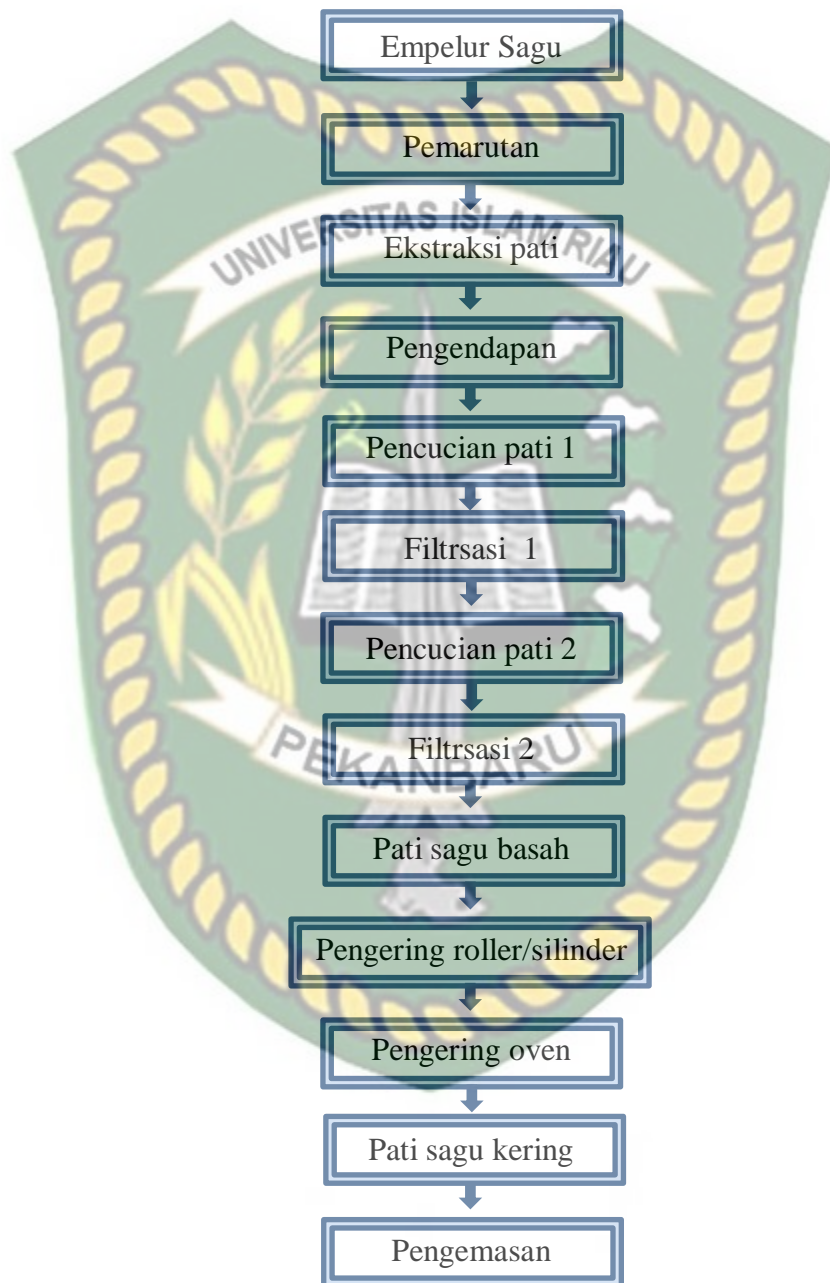 Empelur Sagu
Pemarutan
UNIVERSITAS ISLAM RIAU
Ekstraksi pati
Pengendapan
Pencucian pati 1
Filtrsasi 1
Pencucian pati 2
Filtrsasi 2
PEKANBARU
Pati sagu basah
Pengering roller/silinder
Pengering oven
Pati sagu kering
Pengemasan